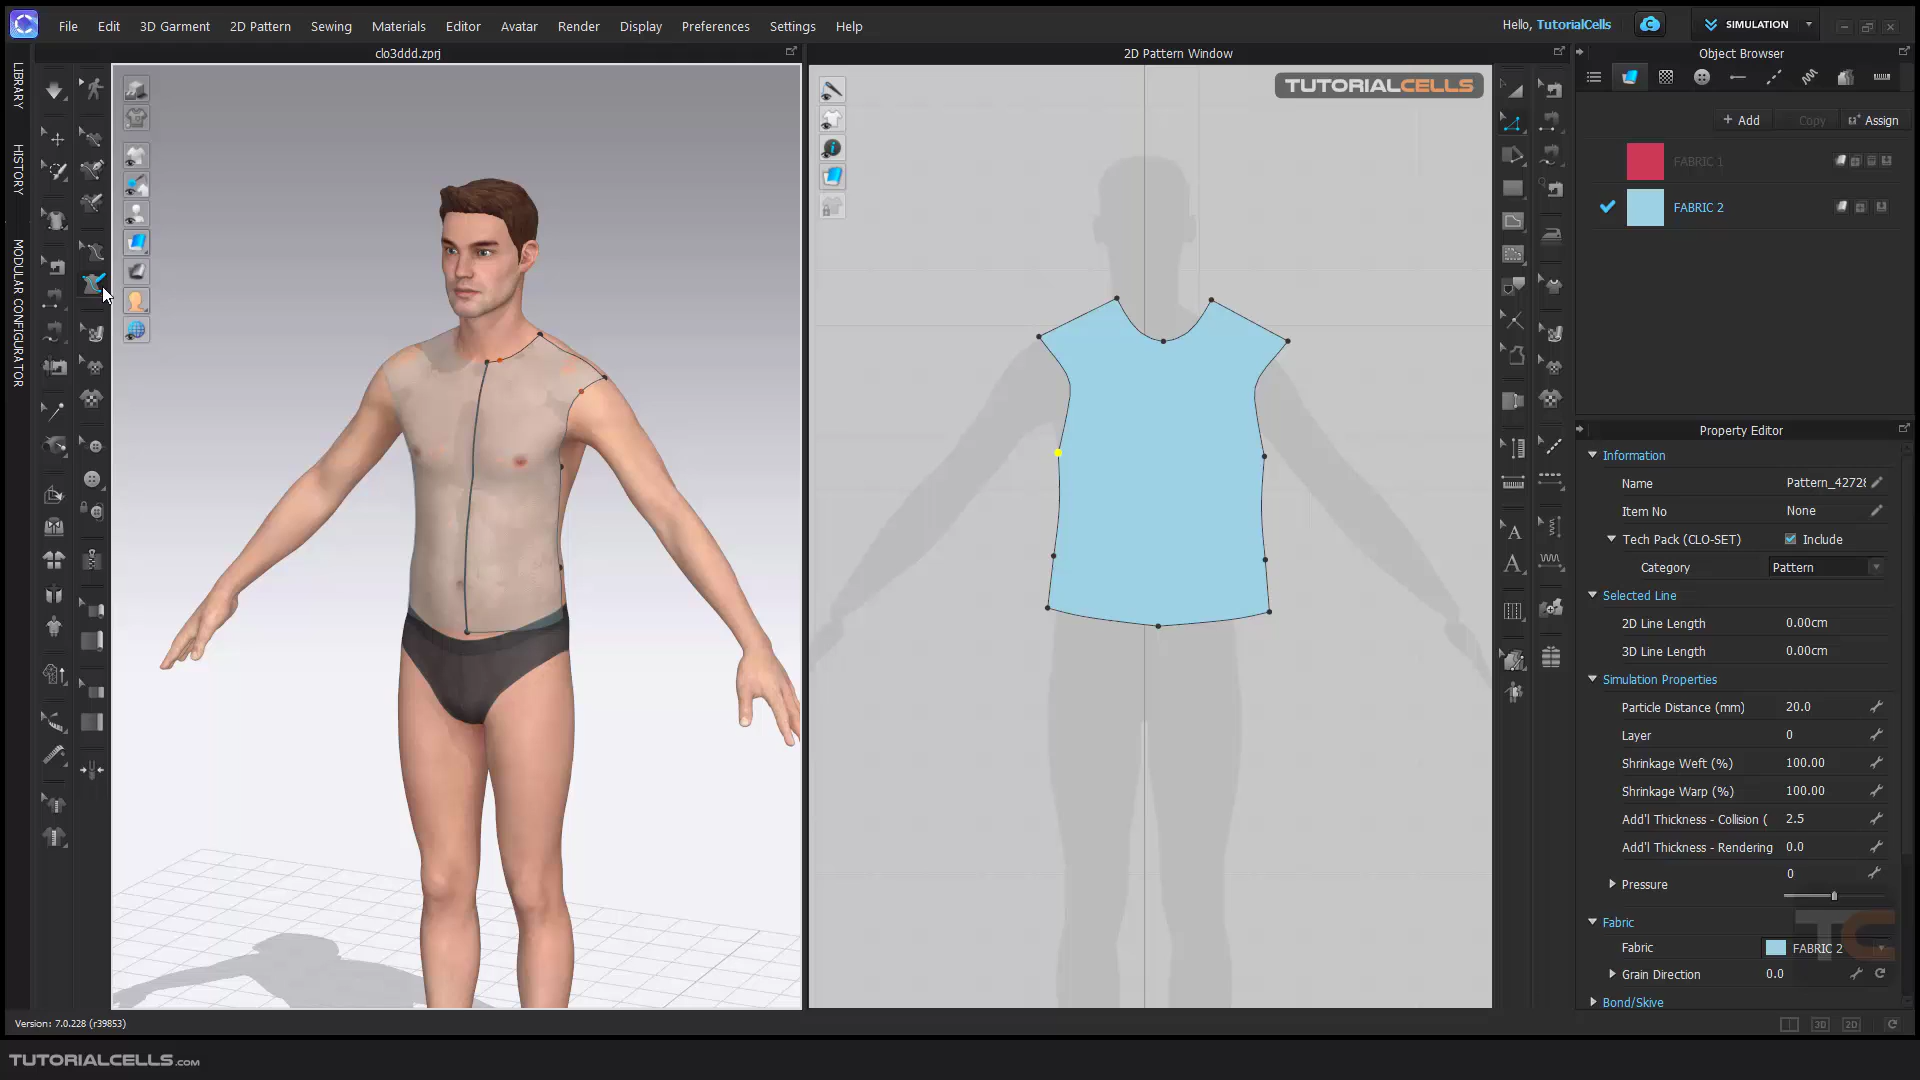 File Edit 3D Garment 2D Pattern Sewing Materials Editor Avatar Render Display Preferences Settings Help
Hello, TutorialCells
SIMULATION
clo3ddd.zprj
2D Pattern Window
Object Browser
LIBRARY
HISTORY
MODULAR CONFIGURATOR
TUTORIALCELLS
+ Add Copy Assign
FABRIC 1
FABRIC 2
Property Editor
Information
Name Pattern_42728
Item No None
Tech Pack (CLO-SET) Include
Category Pattern
Selected Line
2D Line Length 0.00cm
3D Line Length 0.00cm
Simulation Properties
Particle Distance (mm) 20.0
Layer 0
Shrinkage Weft (%) 100.00
Shrinkage Warp (%) 100.00
Add'l Thickness - Collision ( 2.5
Add'l Thickness - Rendering 0.0
Pressure 0
Fabric
Fabric FABRIC 2
Grain Direction 0.0
Bond/Skive
TC
Version: 7.0.228 (r39853)
3D 2D
TUTORIALCELLS.com